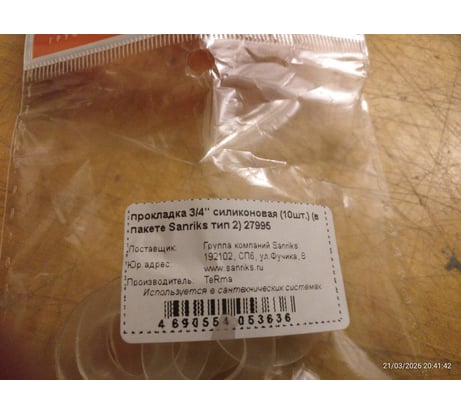 прокладка 3/4'' силиконовая (10шт.) (в
пакете Sanriks тип 2) 27995
Поставщик: Группа компаний Sanriks
Юр.адрес: 192102, СПб, ул.Фучика, 8
www.sanriks.ru
Производитель: TeRma
Используется в сантехнических системах
4 690554 053636
21/03/2026 20:41:42